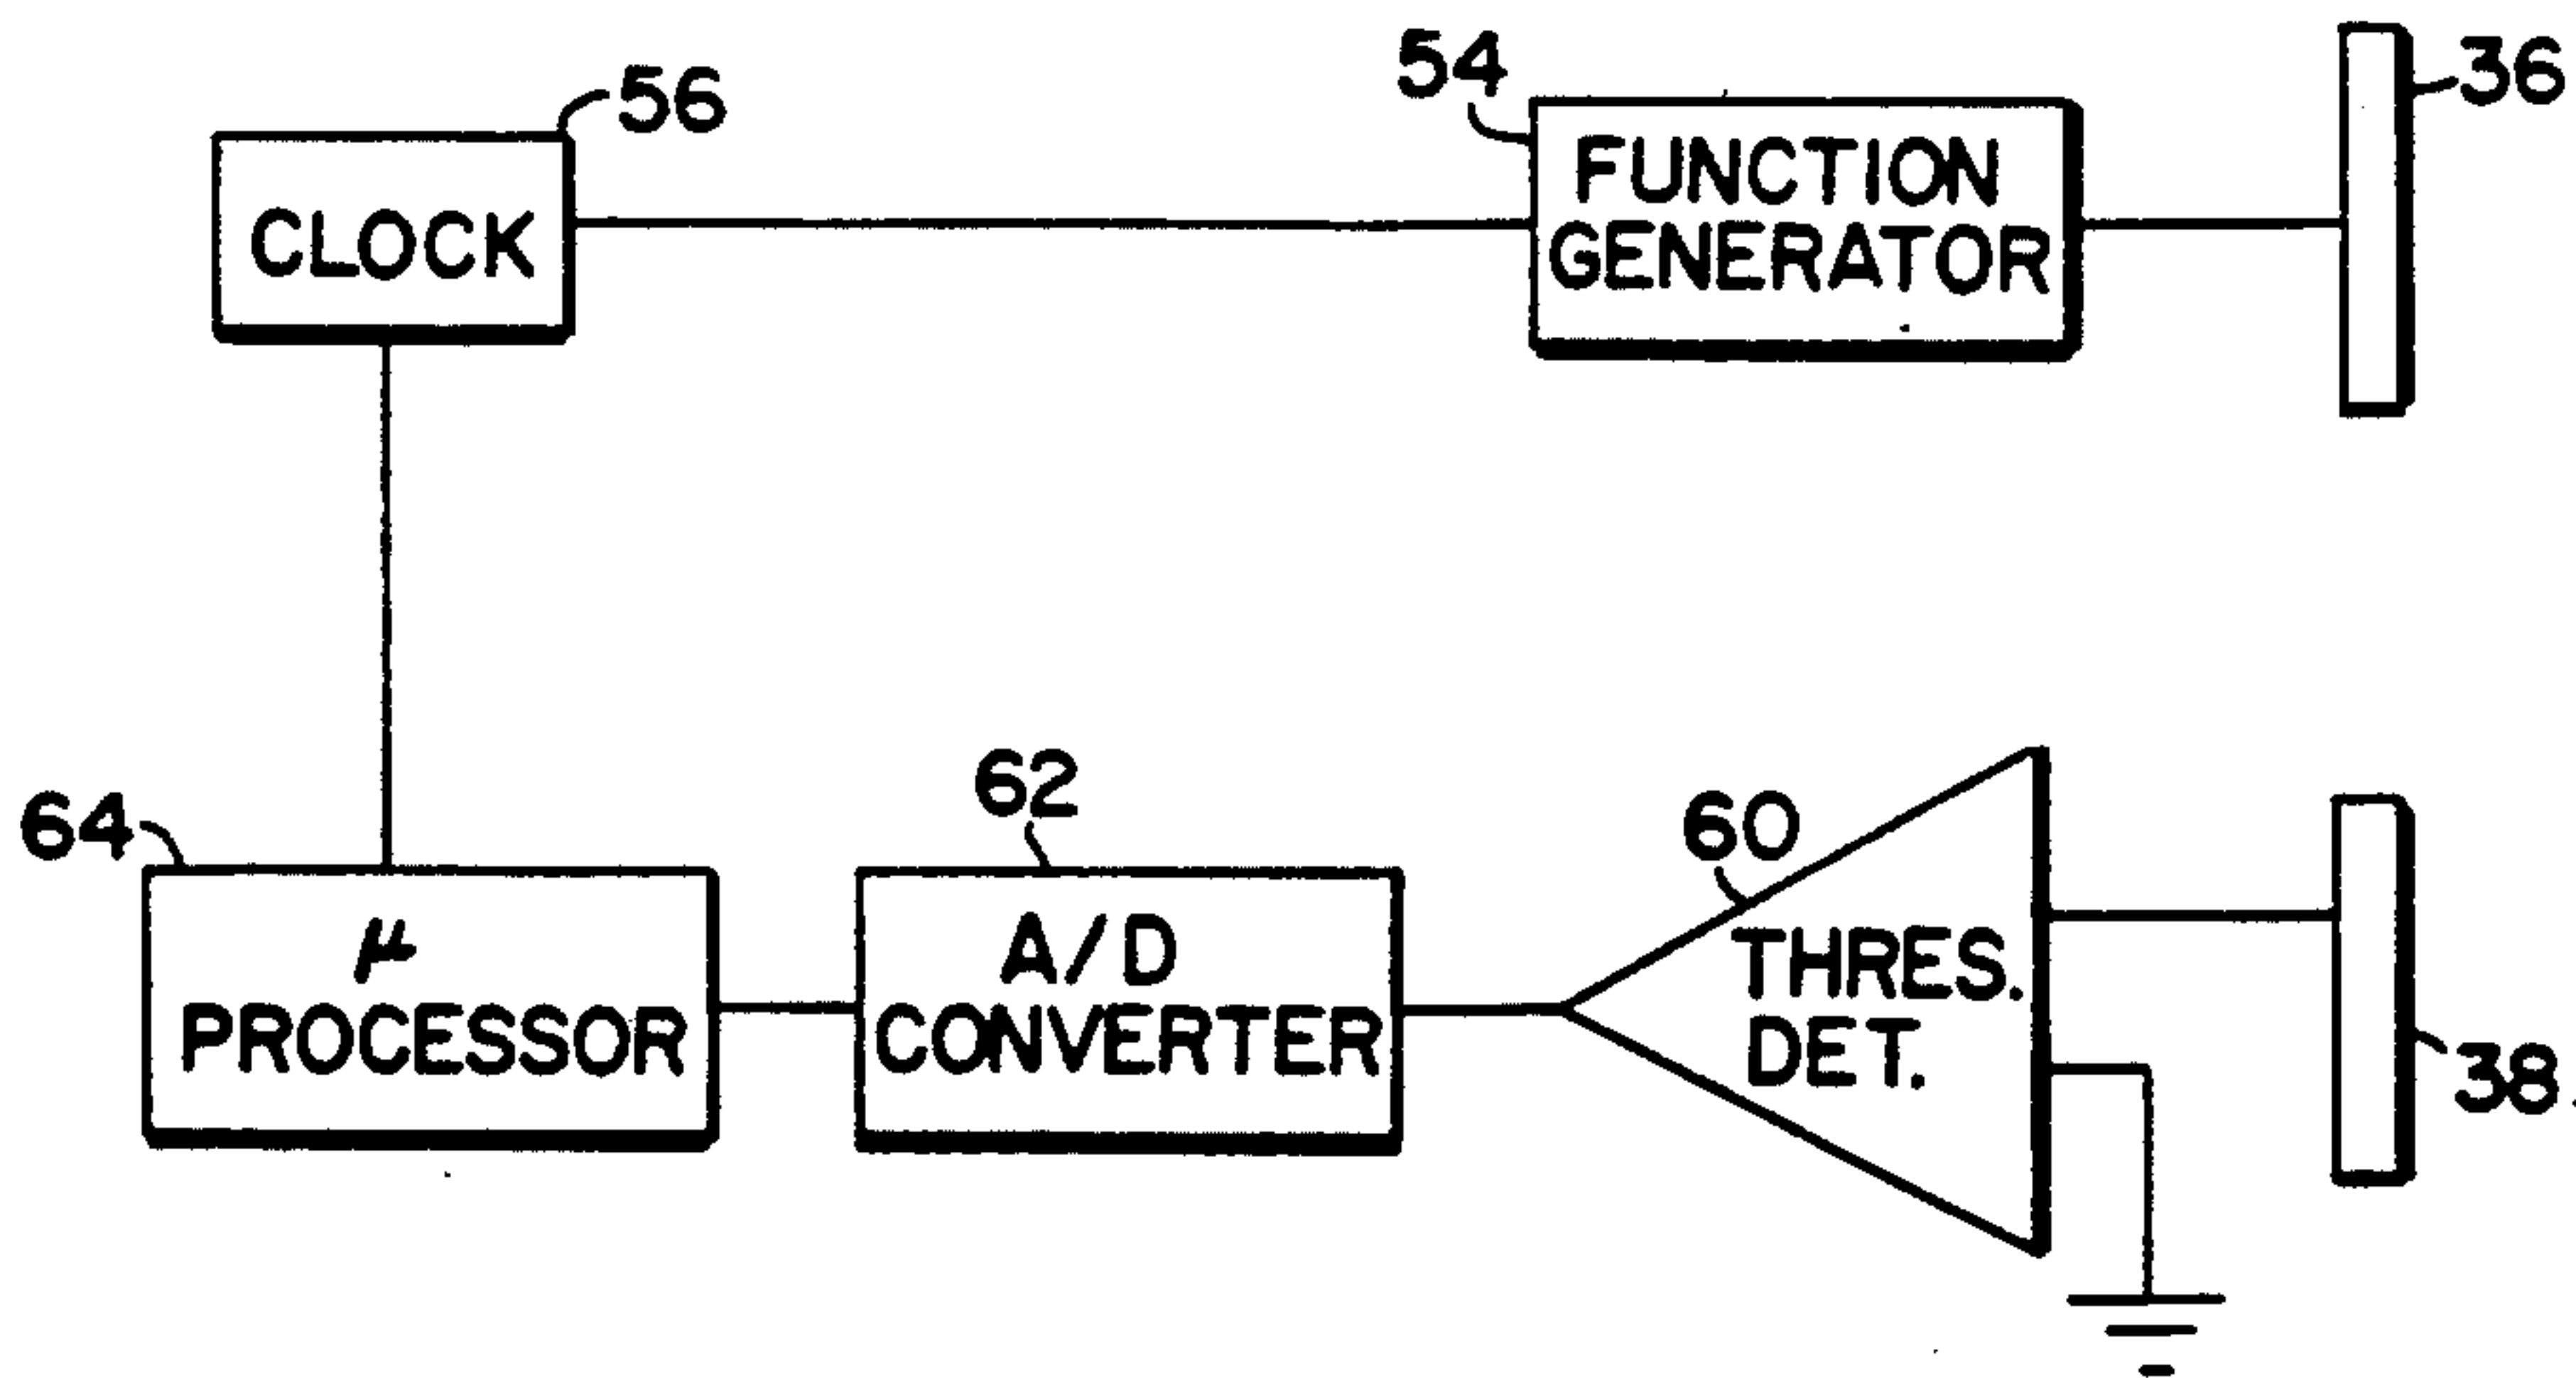 56
CLOCK
54
FUNCTION
GENERATOR
36
64
μ
PROCESSOR
62
A/D
CONVERTER
60
THRES.
DET.
38